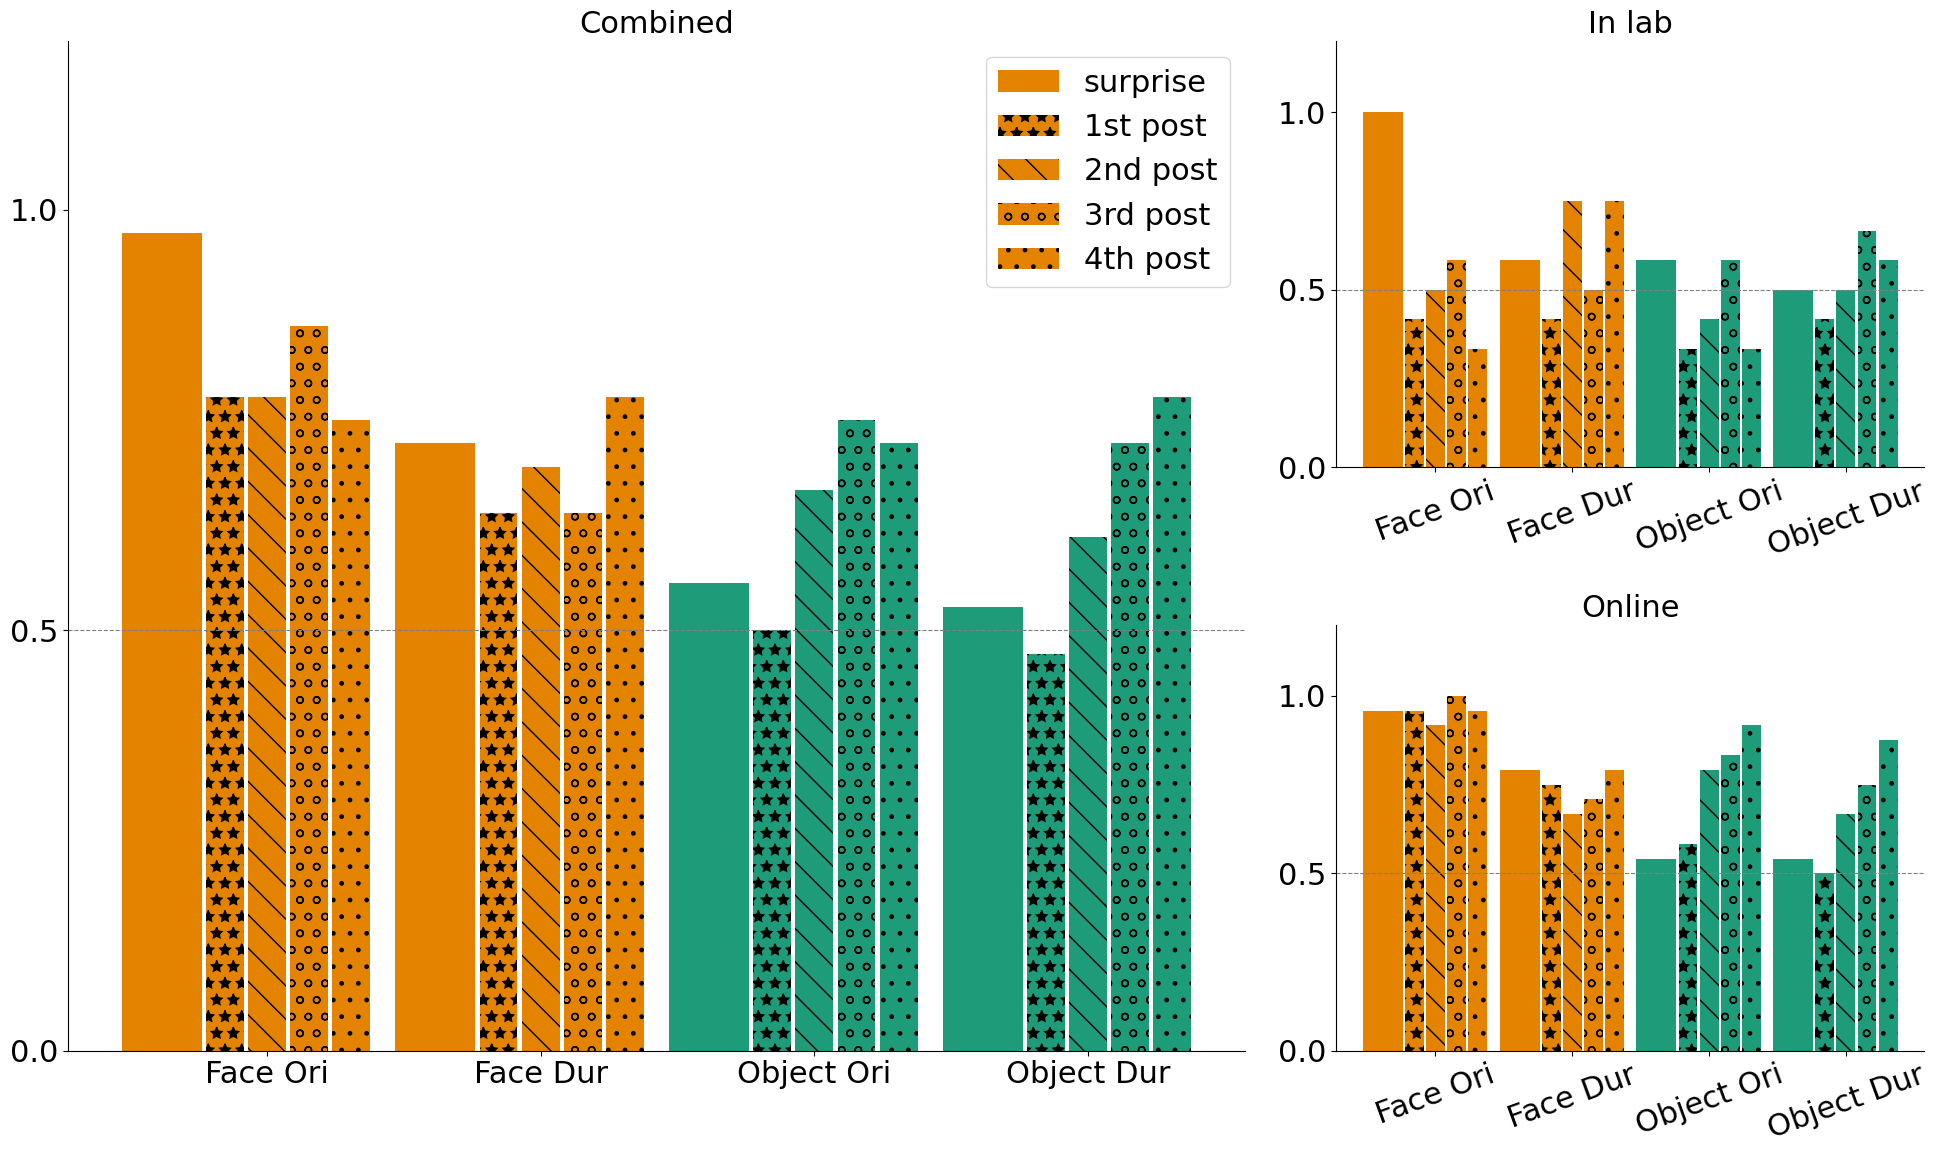 Combined
1.0
0.5
0.0
surprise
1st post
2nd post
3rd post
4th post
Face Ori
Face Dur
Object Ori
Object Dur
In lab
1.0
0.5
0.0
Face Ori
Face Dur
Object Ori
Object Dur
Online
1.0
0.5
0.0
Face Ori
Face Dur
Object Ori
Object Dur